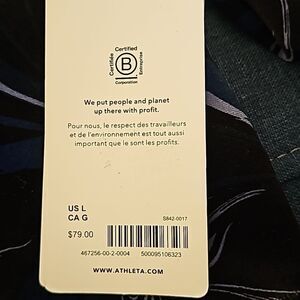 Certified
Certifiée
B
Entreprise
Corporation
We put people and planet
up there with profit.
Pour nous, le respect des travailleurs
et de l'environnement est tout aussi
important que le sont les profits.
US L
CA G
S842-0017
$79.00
467256-00-2-0004 500095106323
WWW.ATHLETA.COM